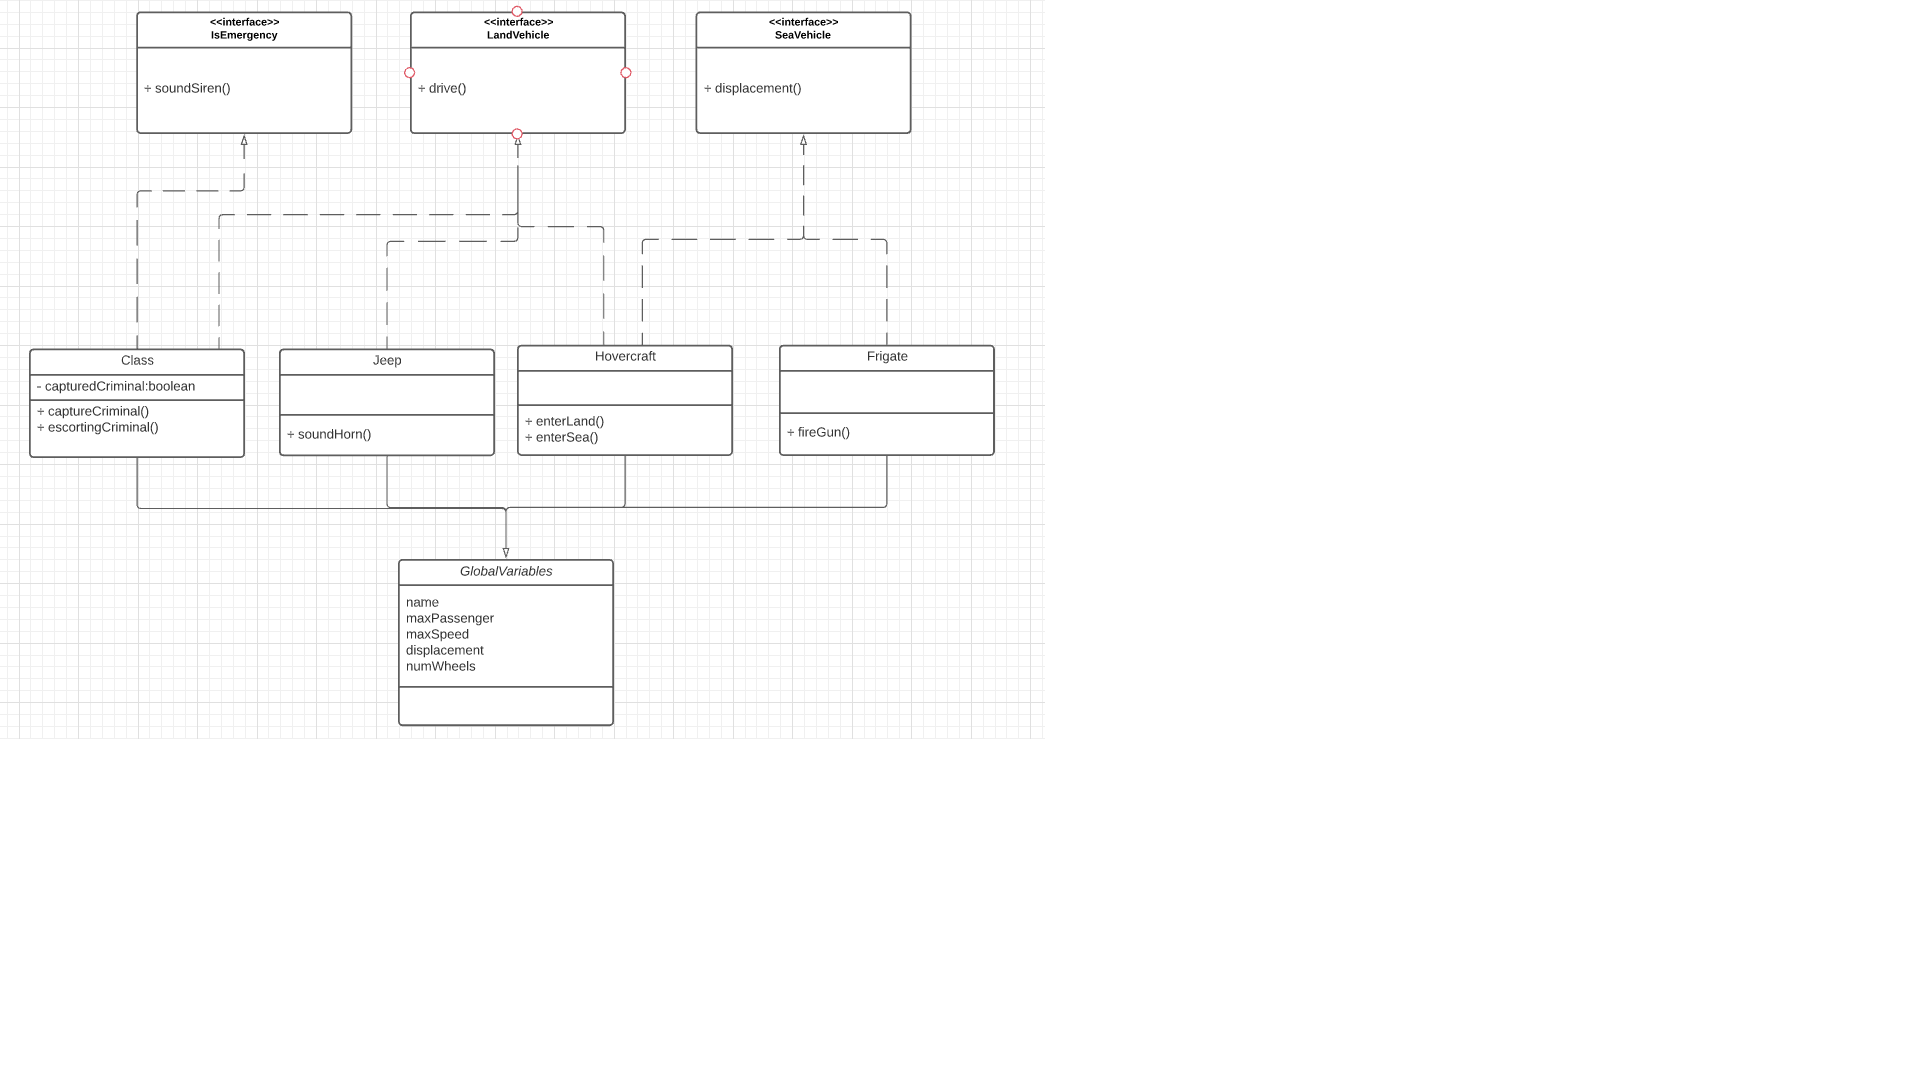 <<interface>>
IsEmergency
+ soundSiren()
<<interface>>
LandVehicle
+ drive()
<<interface>>
SeaVehicle
+ displacement()
Class
- capturedCriminal:boolean
+ captureCriminal()
+ escortingCriminal()
Jeep
+ soundHorn()
Hovercraft
+ enterLand()
+ enterSea()
Frigate
+ fireGun()
GlobalVariables
name
maxPassenger
maxSpeed
displacement
numWheels